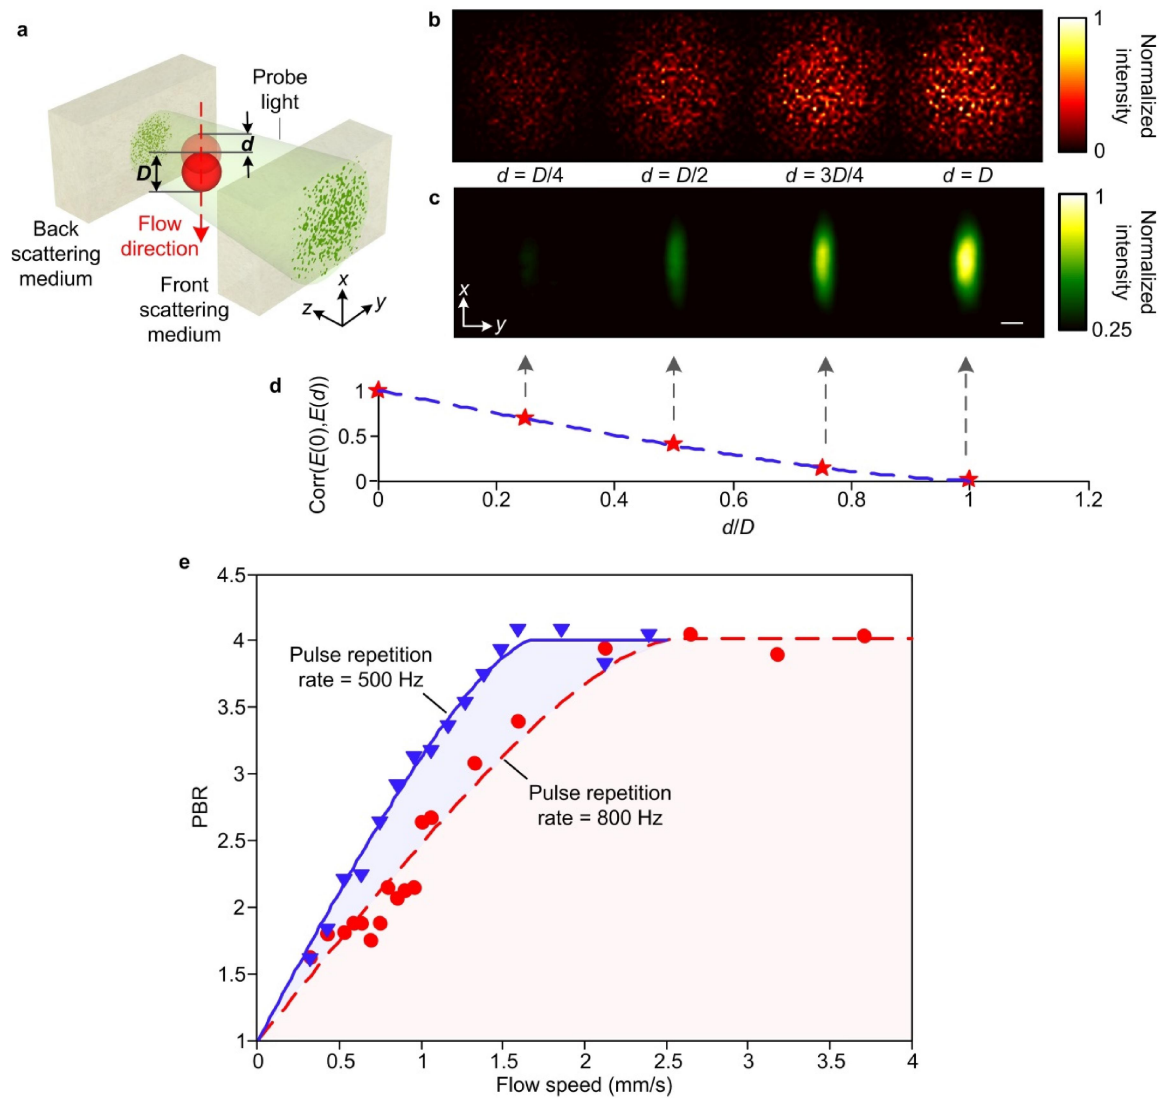 a
Probe
light
d
D
Back
scattering
medium
Flow
direction
Front
scattering
medium
x
y
z
b
d = D/4
d = D/2
d = 3D/4
d = D
1
0
Normalized
intensity
c
x
y
1
0.25
Normalized
intensity
d
Corr(E(0),E(d))
1
0.5
0
0 0.2 0.4 0.6 0.8 1 1.2
d/D
e
PBR
4.5
4
3.5
3
2.5
2
1.5
1
Pulse repetition
rate = 500 Hz
Pulse repetition
rate = 800 Hz
0 0.5 1 1.5 2 2.5 3 3.5 4
Flow speed (mm/s)